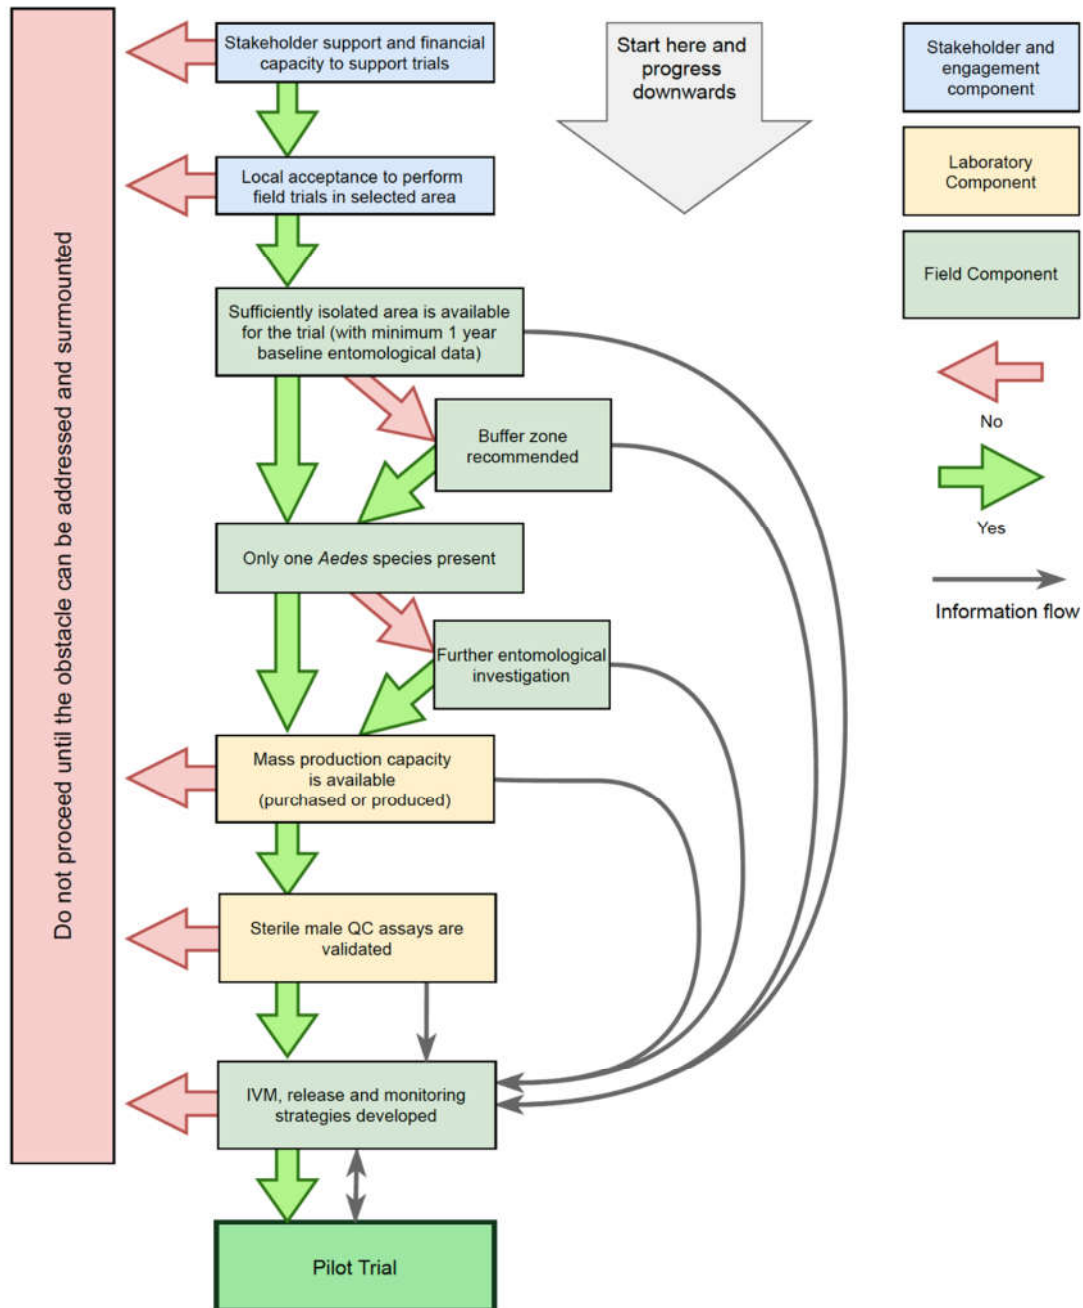 Do not proceed until the obstacle can be addressed and surmounted
Stakeholder support and financial
capacity to support trials
Start here and
progress
downwards
Stakeholder and
engagement
component
Local acceptance to perform
field trials in selected area
Laboratory
Component
Sufficiently isolated area is available
for the trial (with minimum 1 year
baseline entomological data)
Field Component
Buffer zone
recommended
No
Yes
Only one Aedes species present
Information flow
Further entomological
investigation
Mass production capacity
is available
(purchased or produced)
Sterile male QC assays are
validated
IVM, release and monitoring
strategies developed
Pilot Trial